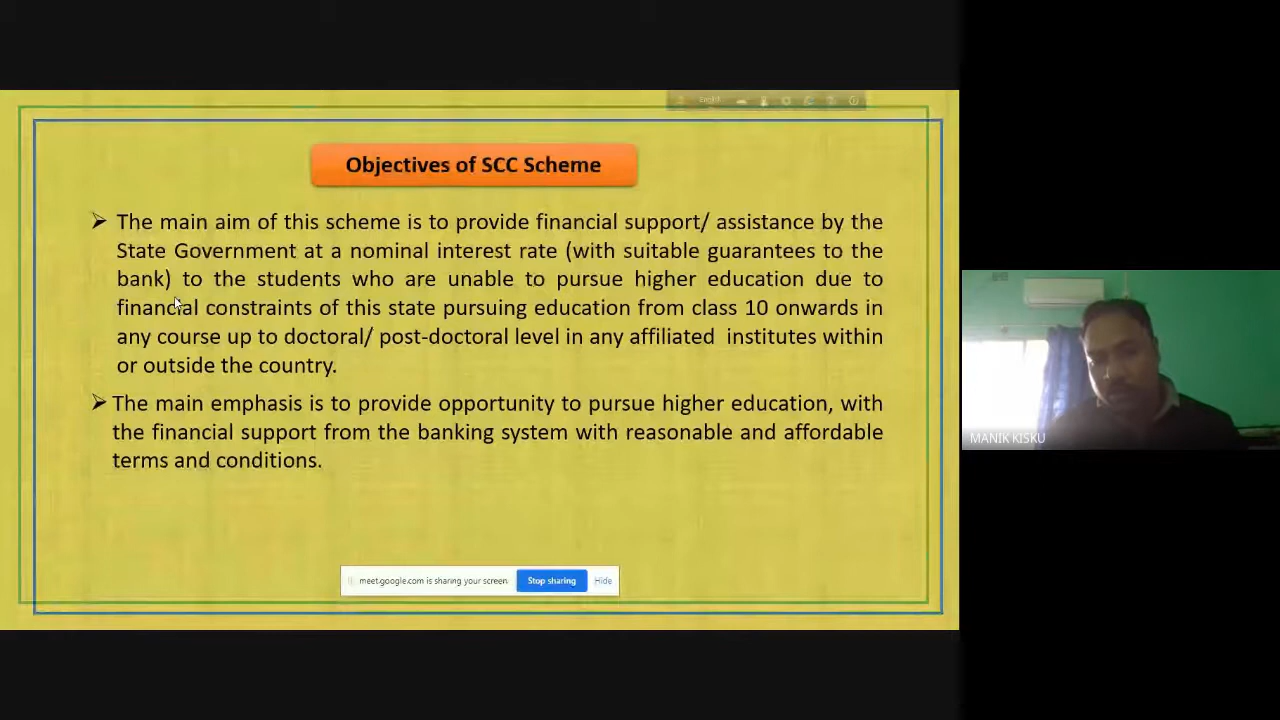 Englis
Objectives of SCC Scheme
➢ The main aim of this scheme is to provide financial support/ assistance by the
State Government at a nominal interest rate (with suitable guarantees to the
bank) to the students who are unable to pursue higher education due to
financial constraints of this state pursuing education from class 10 onwards in
any course up to doctoral/ post-doctoral level in any affiliated institutes within
or outside the country.
➢ The main emphasis is to provide opportunity to pursue higher education, with
the financial support from the banking system with reasonable and affordable
terms and conditions.
meet.google.com is sharing your screen. Stop sharing Hide
MANIK KISKU